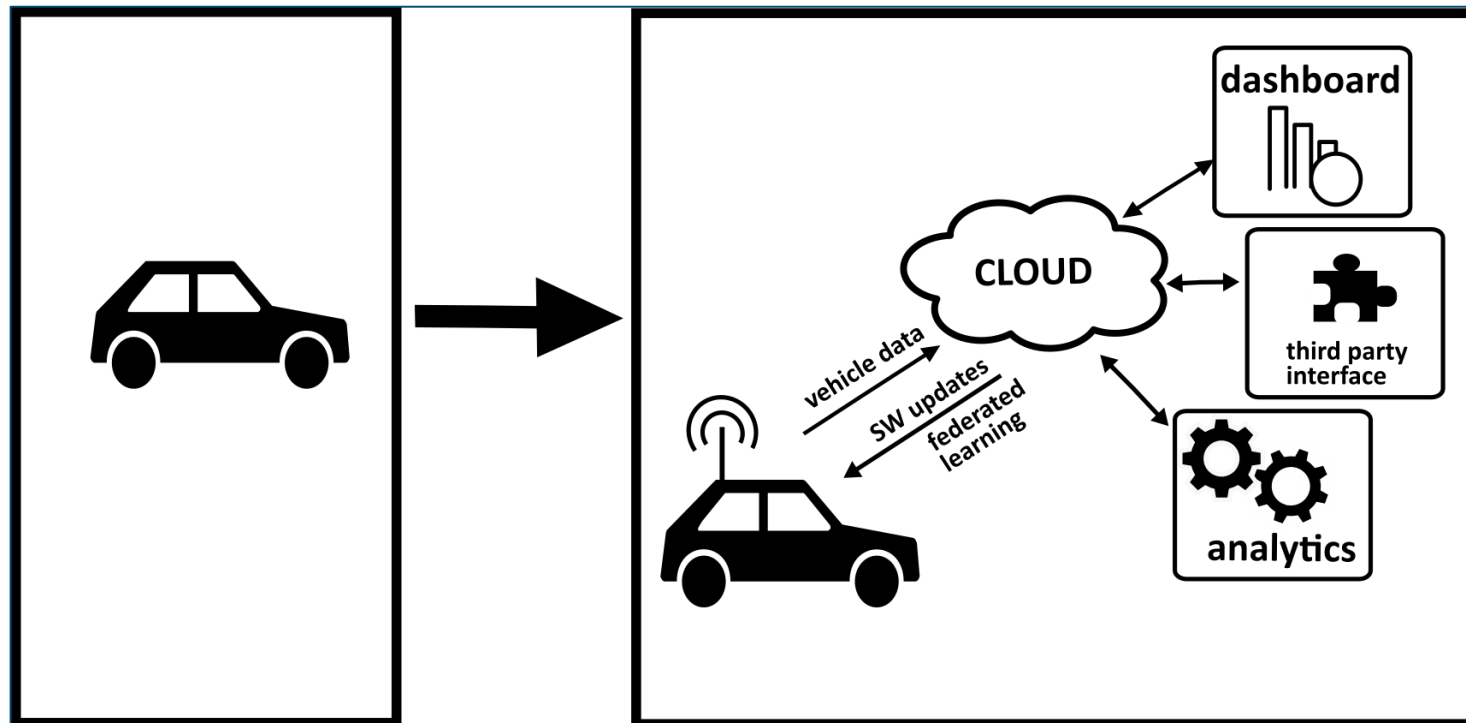 dashboard
CLOUD
third party
interface
vehicle data
SW updates
federated
learning
analytics